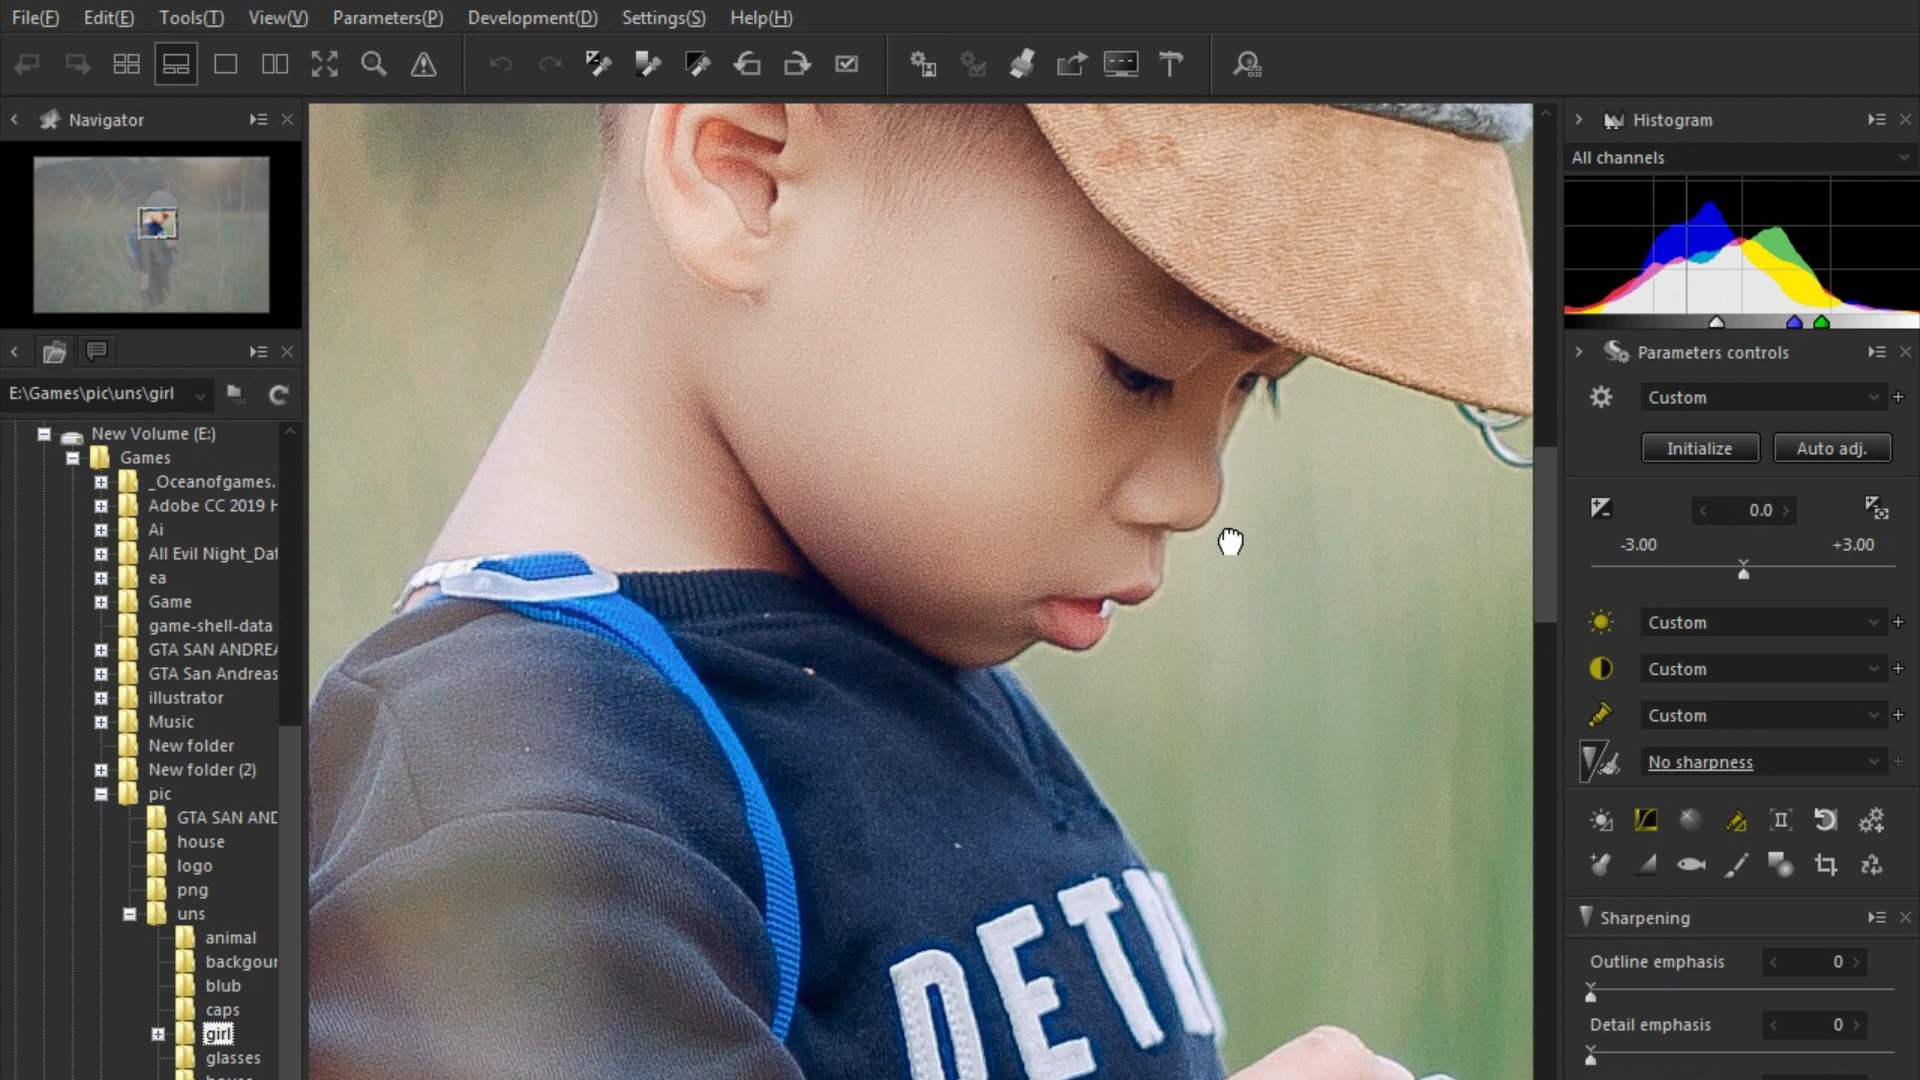 File(F) Edit(E) Tools(T) View(V) Parameters(P) Development(D) Settings(S) Help(H)
Navigator
E:\Games\pic\uns\girl
New Volume (E:)
Games
_Oceanofgames.
Adobe CC 2019 H
Ai
All Evil Night_Dat
ea
Game
game-shell-data
GTA SAN ANDREA
GTA San Andreas
illustrator
Music
New folder
New folder (2)
pic
GTA SAN AND
house
logo
png
uns
animal
backgour
blub
caps
girl
glasses
DETR
Histogram
All channels
Parameters controls
Custom
Initialize Auto adj.
0.0
-3.00 +3.00
Custom
Custom
Custom
No sharpness
Sharpening
Outline emphasis 0
Detail emphasis 0